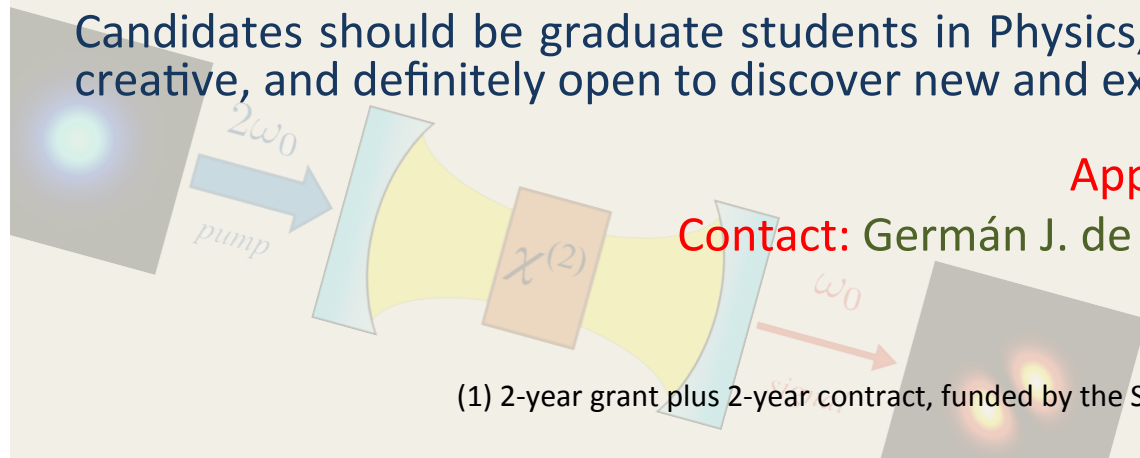 Candidates should be graduate students in Physics,
creative, and definitely open to discover new and ex
2ω₀
App
pump
Contact: Germán J. de
χ⁽²⁾
ω₀
signal
(1) 2-year grant plus 2-year contract, funded by the S